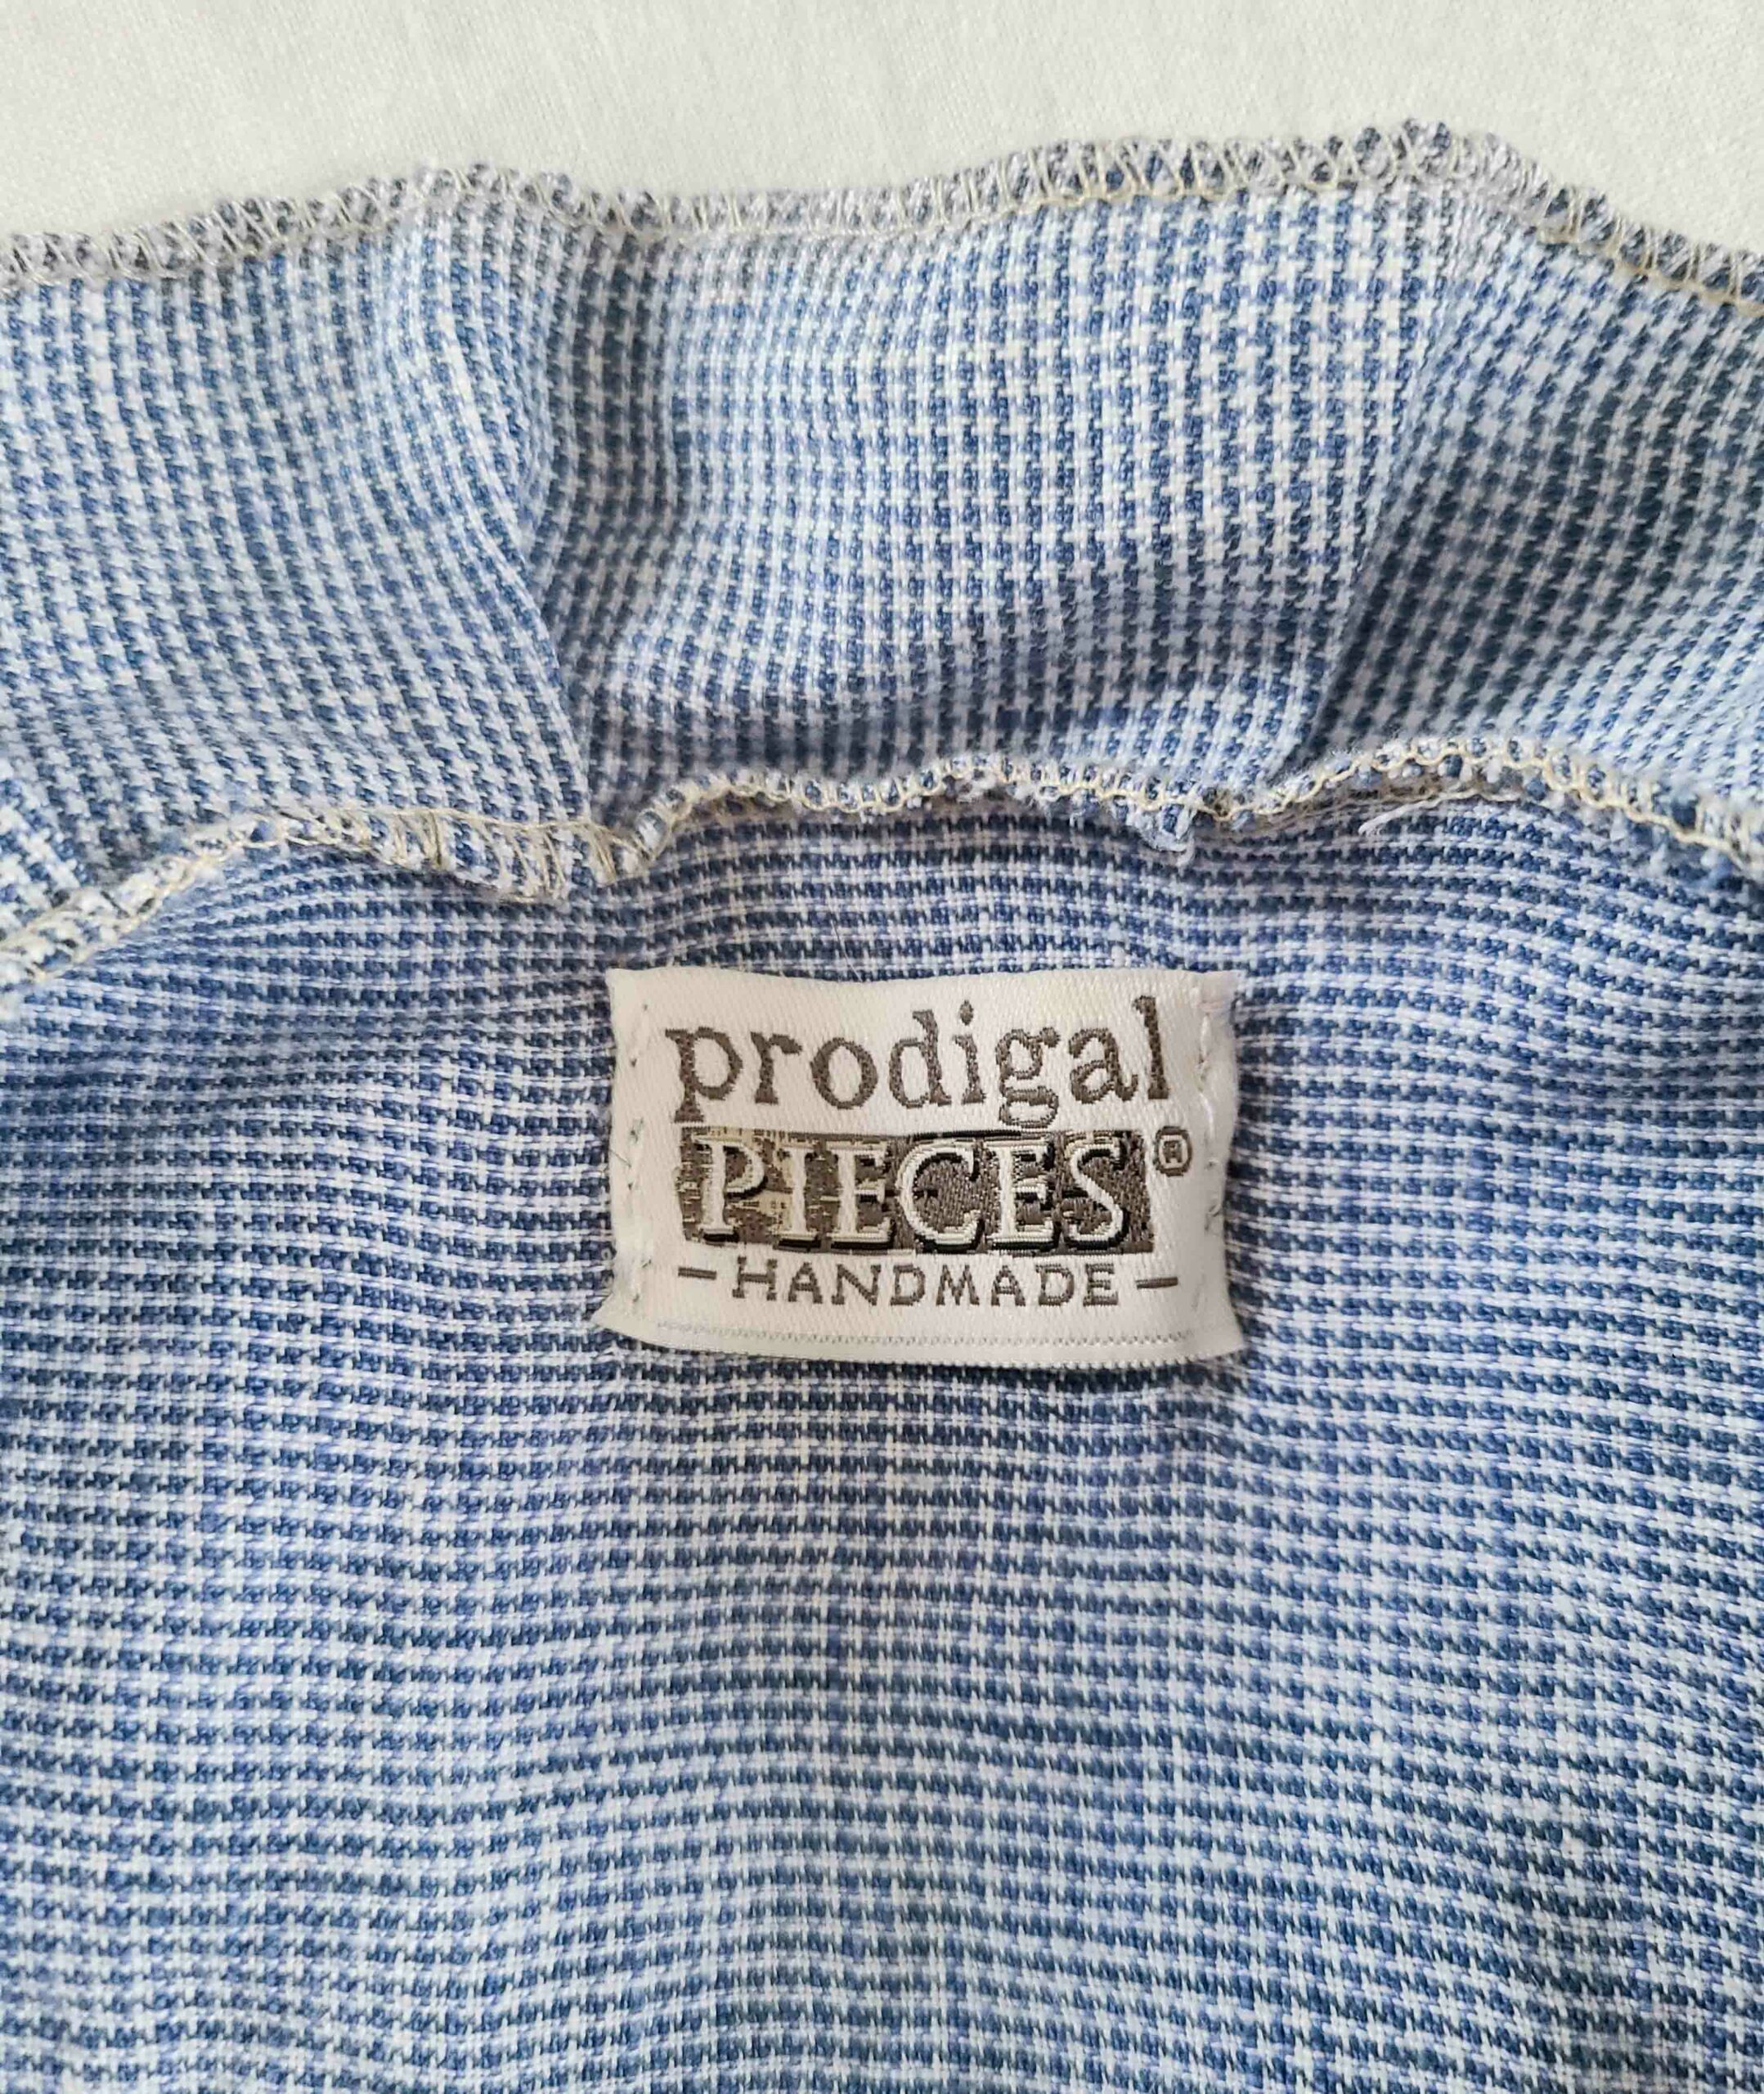 prodigal
PIECES®
– HANDMADE –